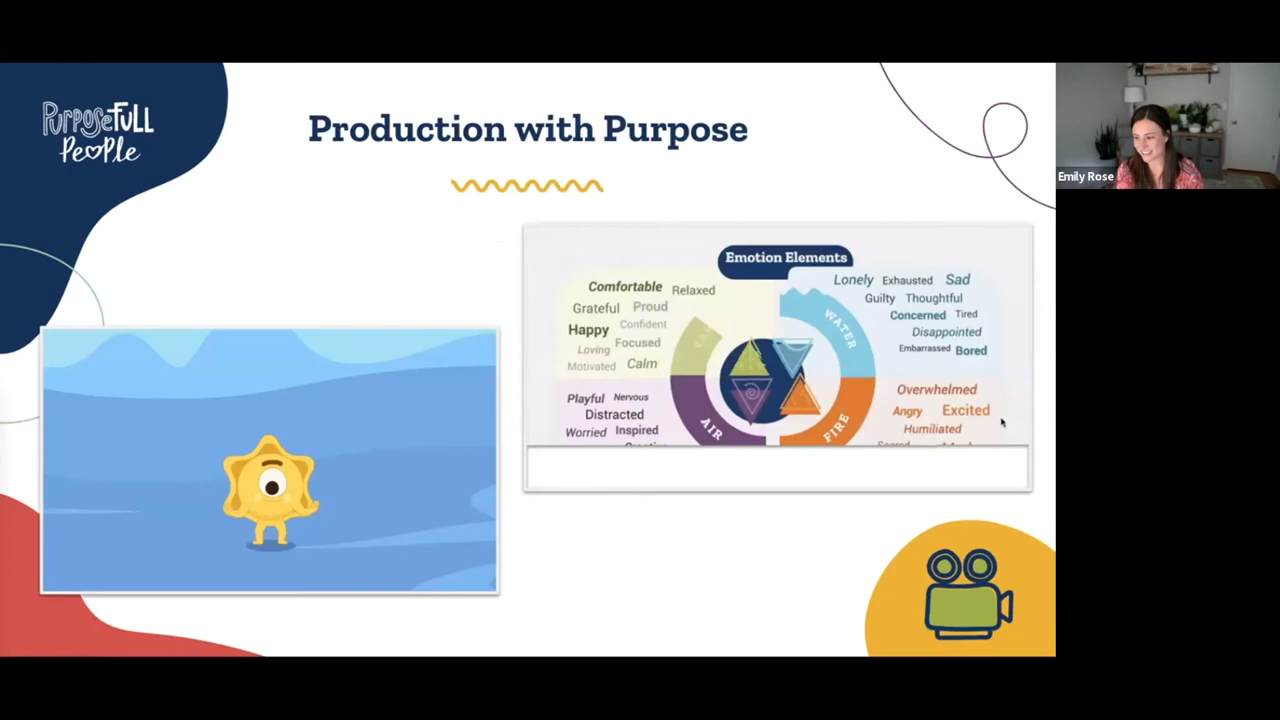 PurposeFULL
PeoPle
Production with Purpose
Emily Rose
Emotion Elements
Comfortable Relaxed
Grateful Proud
Happy Confident
Loving Focused
Motivated Calm
Lonely Exhausted Sad
Guilty Thoughtful
Concerned Tired
Disappointed
Embarrassed Bored
WATER
Playful Nervous
Distracted
Worried Inspired
AIR
FIRE
Overwhelmed
Angry Excited
Humiliated